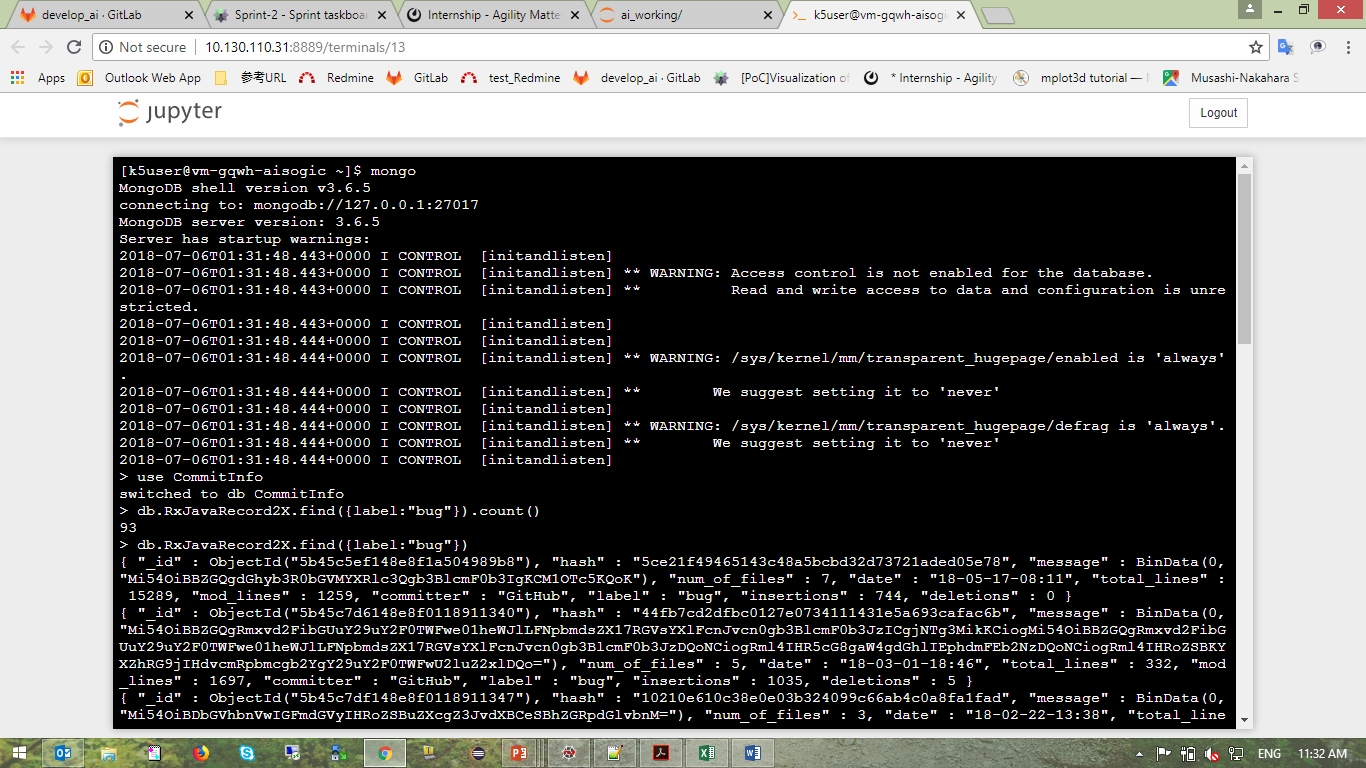 develop_ai · GitLab
Sprint-2 - Sprint taskboar
Internship - Agility Matte
ai_working/
k5user@vm-gqwh-aisogi
Not secure
10.130.110.31:8889/terminals/13
Apps
Outlook Web App
参考URL
Redmine
GitLab
test_Redmine
develop_ai · GitLab
[PoC]Visualization of
* Internship - Agility
mplot3d tutorial —
Musashi-Nakahara S
jupyter
Logout
[k5user@vm-gqwh-aisogic ~]$ mongo
MongoDB shell version v3.6.5
connecting to: mongodb://127.0.0.1:27017
MongoDB server version: 3.6.5
Server has startup warnings:
2018-07-06T01:31:48.443+0000 I CONTROL  [initandlisten]
2018-07-06T01:31:48.443+0000 I CONTROL  [initandlisten] ** WARNING: Access control is not enabled for the database.
2018-07-06T01:31:48.443+0000 I CONTROL  [initandlisten] **          Read and write access to data and configuration is unre
stricted.
2018-07-06T01:31:48.443+0000 I CONTROL  [initandlisten]
2018-07-06T01:31:48.444+0000 I CONTROL  [initandlisten]
2018-07-06T01:31:48.444+0000 I CONTROL  [initandlisten] ** WARNING: /sys/kernel/mm/transparent_hugepage/enabled is 'always'
.
2018-07-06T01:31:48.444+0000 I CONTROL  [initandlisten] **        We suggest setting it to 'never'
2018-07-06T01:31:48.444+0000 I CONTROL  [initandlisten]
2018-07-06T01:31:48.444+0000 I CONTROL  [initandlisten] ** WARNING: /sys/kernel/mm/transparent_hugepage/defrag is 'always'.
2018-07-06T01:31:48.444+0000 I CONTROL  [initandlisten] **        We suggest setting it to 'never'
2018-07-06T01:31:48.444+0000 I CONTROL  [initandlisten]
> use CommitInfo
switched to db CommitInfo
> db.RxJavaRecord2X.find({label:"bug"}).count()
93
> db.RxJavaRecord2X.find({label:"bug"})
{ "_id" : ObjectId("5b45c5ef148e8f1a504989b8"), "hash" : "5ce21f49465143c48a5bcbd32d73721aded05e78", "message" : BinData(0,
"Mi54OiBBZGQgdGhyb3R0bGVMYXRlc3Qgb3BlcmF0b3IgKCM1OTc5KQoK"), "num_of_files" : 7, "date" : "18-05-17-08:11", "total_lines" :
15289, "mod_lines" : 1259, "committer" : "GitHub", "label" : "bug", "insertions" : 744, "deletions" : 0 }
{ "_id" : ObjectId("5b45c7d6148e8f0118911340"), "hash" : "44fb7cd2dfbc0127e0734111431e5a693cafac6b", "message" : BinData(0,
"Mi54OiBBZGQgRmxvd2FibGUuY29uY2F0TWFwe01heWJlLFNpbmdsZX17RGVsYXlFcnJvcn0gb3BlcmF0b3JzICgjNTg3MikKCiogMi54OiBBZGQgRmxvd2FibG
UuY29uY2F0TWFwe01heWJlLFNpbmdsZX17RGVsYXlFcnJvcn0gb3BlcmF0b3JzDQoNCiogRml4IHR5cG8gaW4gdGhlIEphdmFEb2NzDQoNCiogRml4IHRoZSBKY
XZhRG9jIHdvcmRpbmcgb2YgY29uY2F0TWFwU2luZ2xlDQo="), "num_of_files" : 5, "date" : "18-03-01-18:46", "total_lines" : 332, "mod
_lines" : 1697, "committer" : "GitHub", "label" : "bug", "insertions" : 1035, "deletions" : 5 }
{ "_id" : ObjectId("5b45c7df148e8f0118911347"), "hash" : "10210e610c38e0e03b324099c66ab4c0a8fa1fad", "message" : BinData(0,
"Mi54OiBDbGVhbnVwIGFmdGVyIHRoZSBuZXcgZ3JvdXBCeSBhZGRpdGlvbnM="), "num_of_files" : 3, "date" : "18-02-22-13:38", "total_line
ENG
11:32 AM